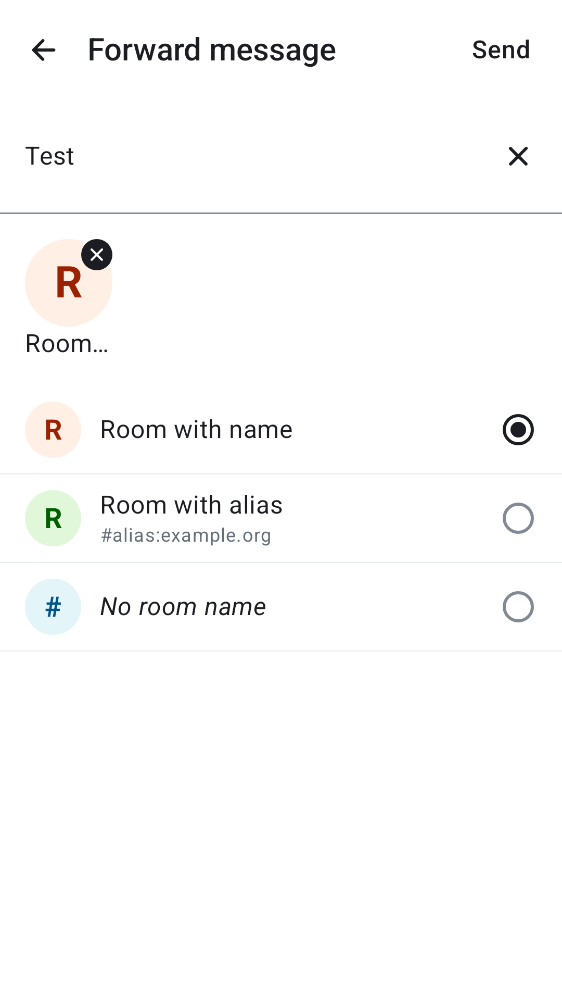 Forward message
Send
Test
R
Room…
R
Room with name
R
Room with alias
#alias:example.org
#
No room name